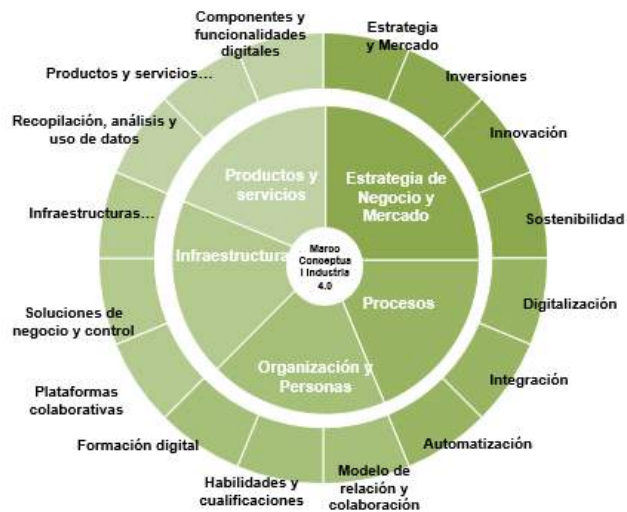 Componentes y
funcionalidades
digitales
Estrategia
y Mercado
Productos y servicios…
Inversiones
Recopilación, análisis y
uso de datos
Innovación
Productos y
servicios
Estrategia de
Negocio y
Mercado
Infraestructuras…
Sostenibilidad
Infraestructura
Marco
Conceptua
l Industria
4.0
Procesos
Soluciones de
negocio y control
Digitalización
Organización y
Personas
Plataformas
colaborativas
Integración
Formación digital
Automatización
Habilidades y
cualificaciones
Modelo de
relación y
colaboración